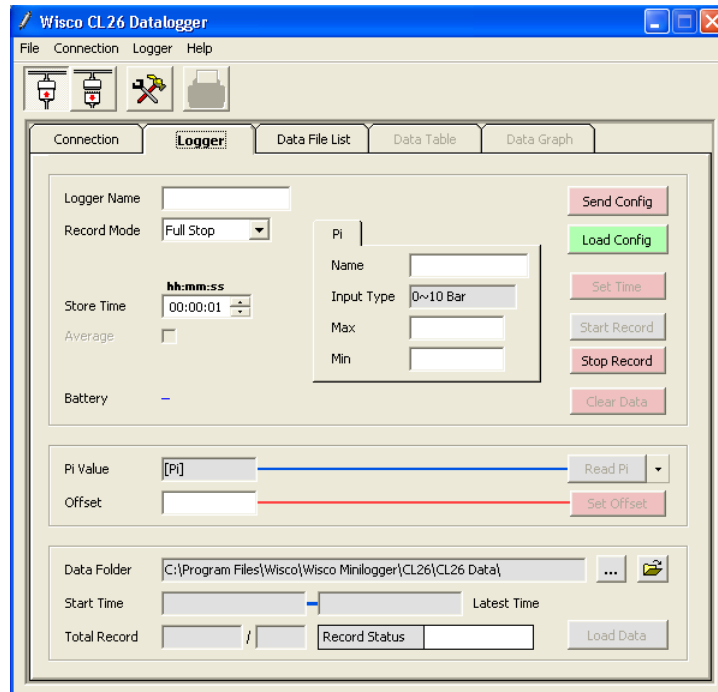 Wisco CL26 Datalogger
File Connection Logger Help
Connection Logger Data File List Data Table Data Graph
Logger Name Send Config
Record Mode Full Stop Pi Load Config
Name
hh:mm:ss Input Type 0~10 Bar Set Time
Store Time 00:00:01
Average Max Start Record
Min Stop Record
Battery – Clear Data
Pi Value [Pi] Read Pi
Offset Set Offset
Data Folder C:\Program Files\Wisco\Wisco Minilogger\CL26\CL26 Data\ ...
Start Time Latest Time
Total Record / Record Status Load Data